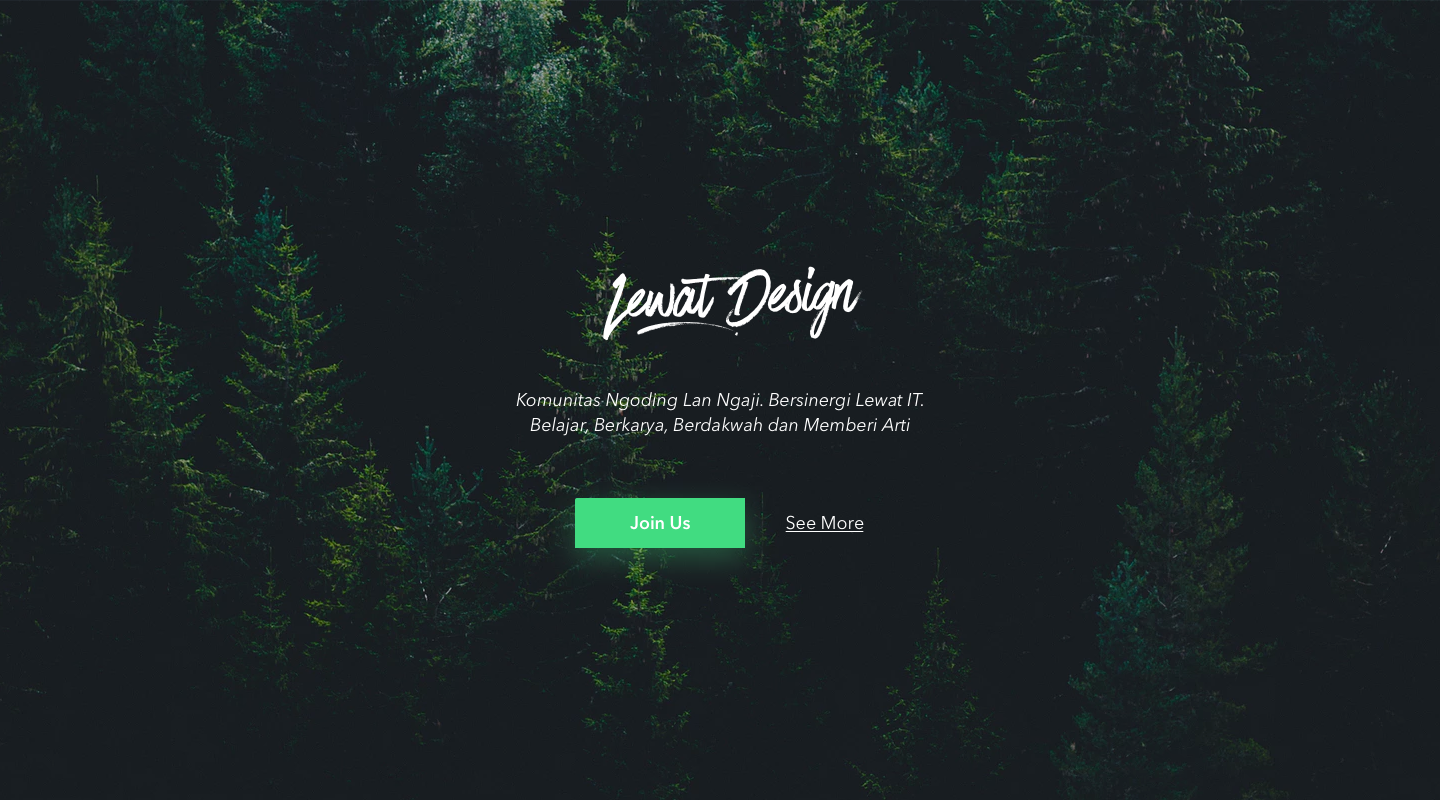 Lewat Design
Komunitas Ngoding Lan Ngaji. Bersinergi Lewat IT.
Belajar, Berkarya, Berdakwah dan Memberi Arti
Join Us
See More